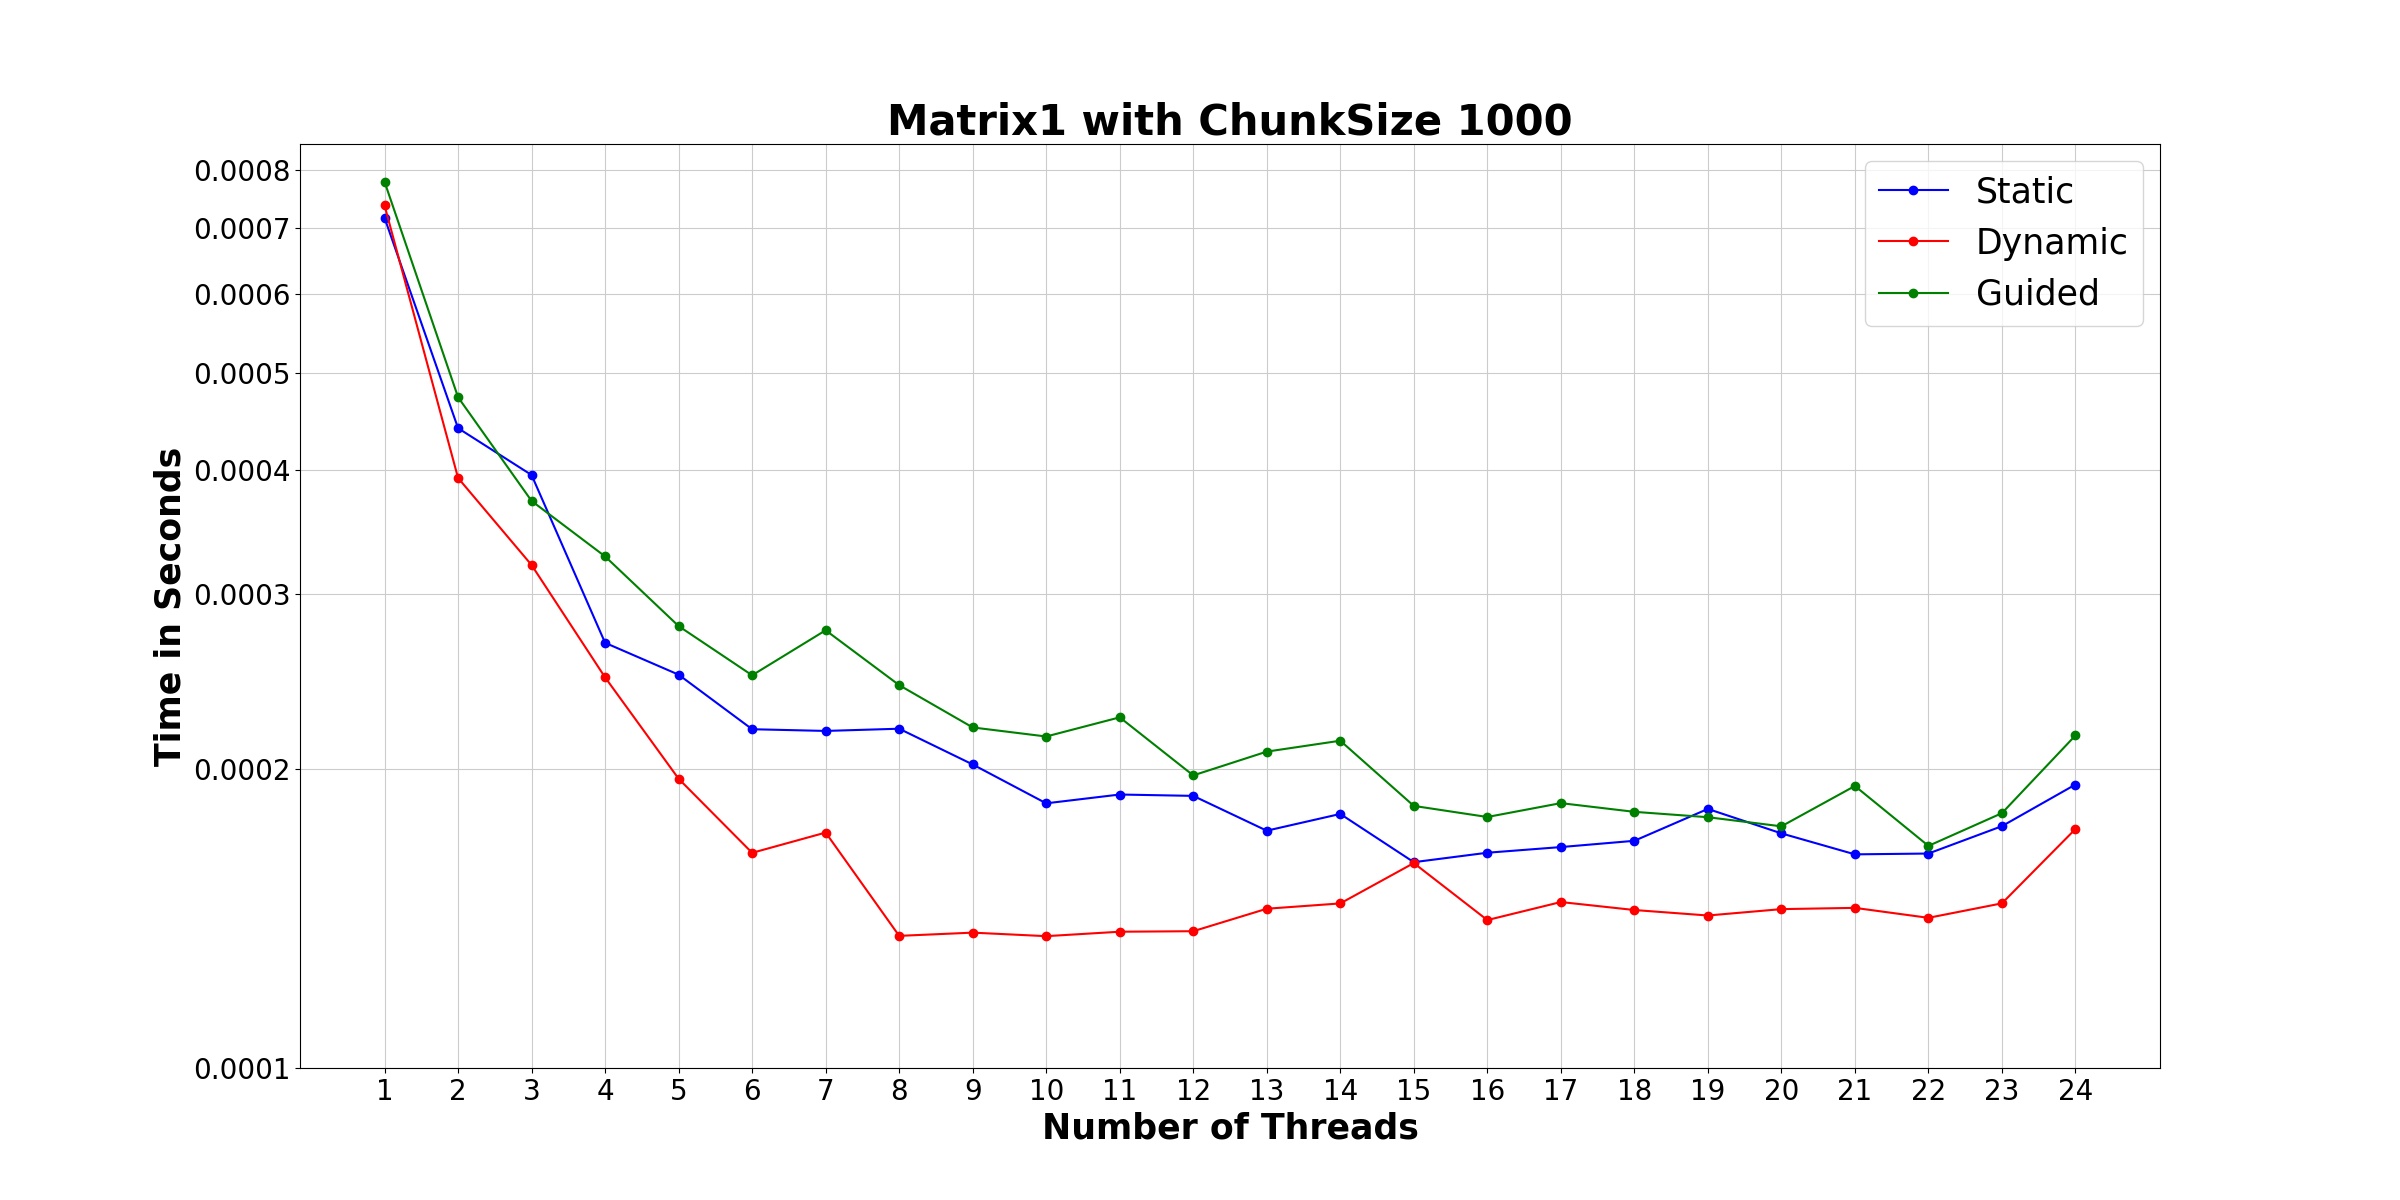 Matrix1 with ChunkSize 1000
0.0008
0.0007
0.0006
0.0005
0.0004
0.0003
0.0002
0.0001
Time in Seconds
Static
Dynamic
Guided
1 2 3 4 5 6 7 8 9 10 11 12 13 14 15 16 17 18 19 20 21 22 23 24
Number of Threads